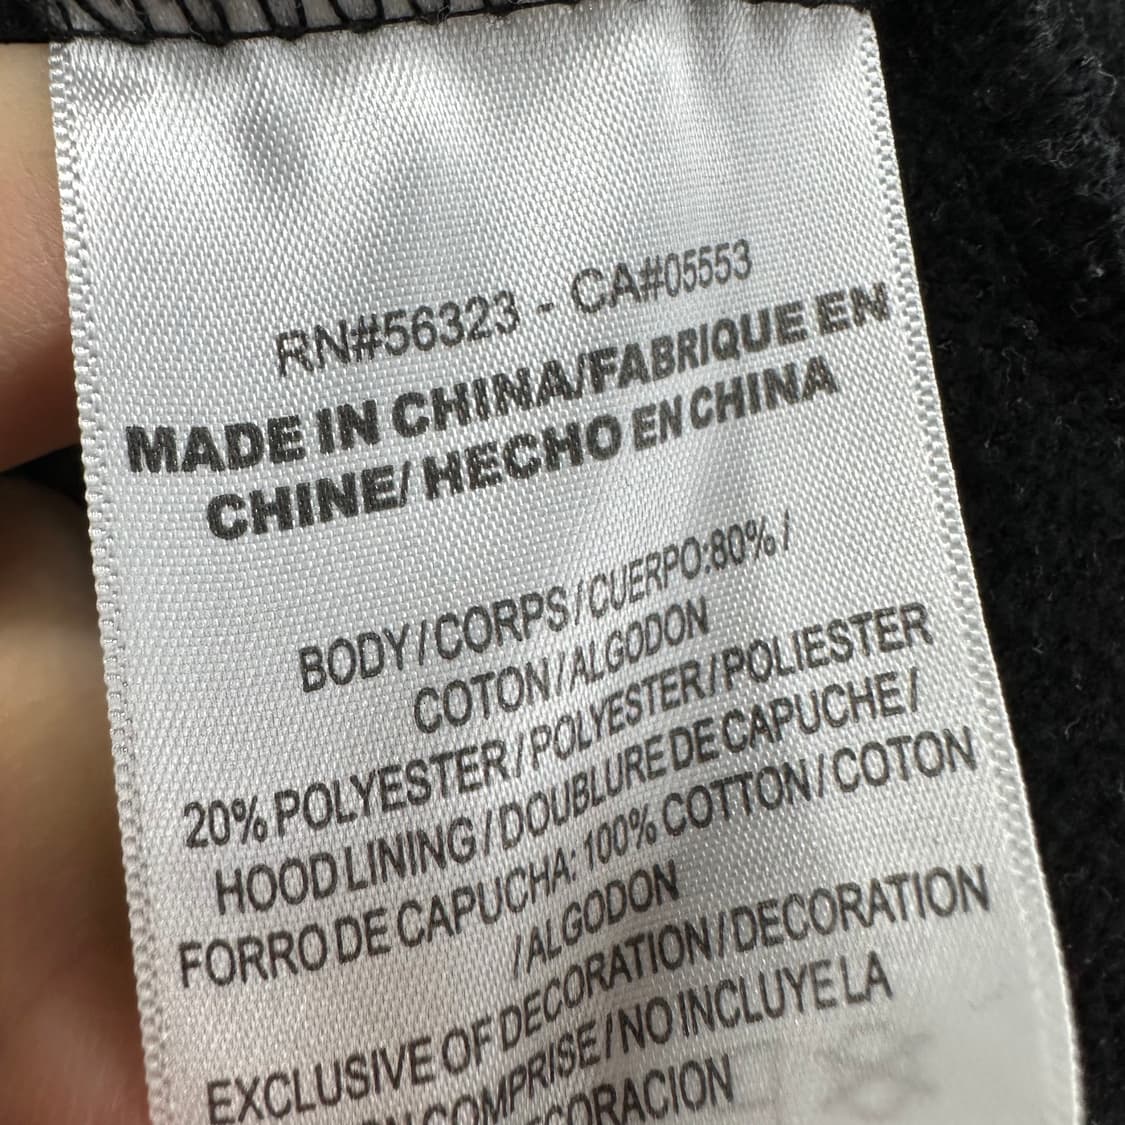 RN#56323 - CA#05553
MADE IN CHINA/FABRIQUE EN
CHINE/ HECHO EN CHINA
BODY/CORPS/CUERPO:80%/
COTON/ALGODON
20% POLYESTER/POLYESTER/POLIESTER
HOOD LINING/DOUBLURE DE CAPUCHE/
FORRO DE CAPUCHA: 100% COTTON/COTON
/ALGODON
EXCLUSIVE OF DECORATION/DECORATION
COMPRISE/NO INCLUYE LA